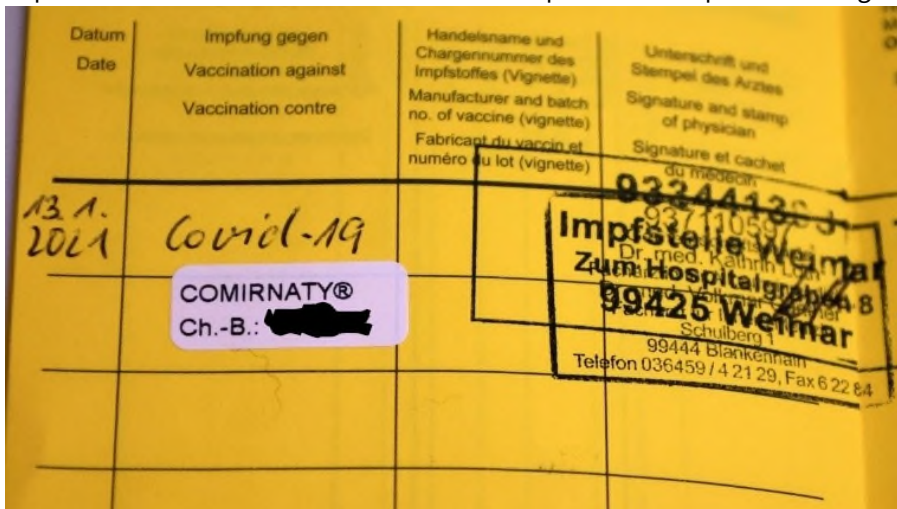 Datum
Date
Impfung gegen
Vaccination against
Vaccination contre
Handelsname und
Chargennummer des
Impfstoffes (Vignette)
Manufacturer and batch
no. of vaccine (vignette)
Fabricant du vaccin et
numéro du lot (vignette)
Unterschrift und
Stempel des Arztes
Signature and stamp
of physician
Signature et cachet
du médecin
13.1.
2021
Covid-19
COMIRNATY®
Ch.-B.:
9334413
937110597
Impfstelle Weimar
Dr. med. Kathrin
Zum Hospitalgraben 8
99425 Weimar
Schulberg 1
99444 Blankenhain
Telefon 036459 / 4 21 29, Fax 6 22 84